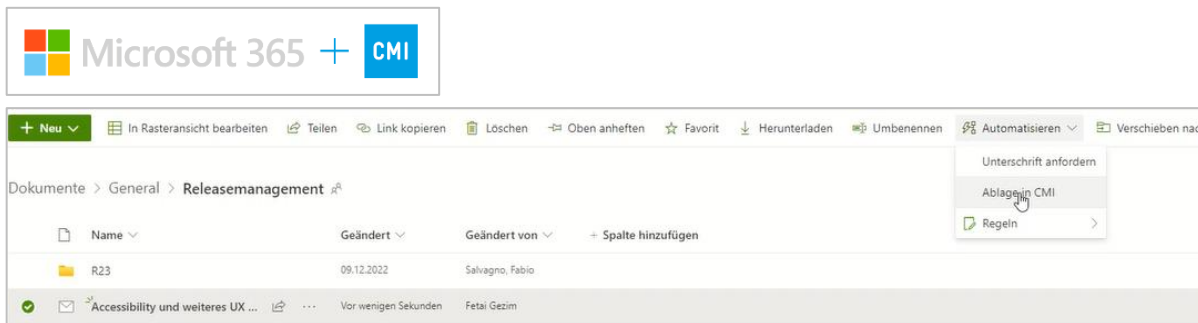 Microsoft 365 + CMI
+ Neu In Rasteransicht bearbeiten Teilen Link kopieren Löschen Oben anheften Favorit Herunterladen Umbenennen Automatisieren Verschieben nac
Unterschrift anfordern
Dokumente > General > Releasemanagement
Ablage in CMI
Regeln
Name Geändert Geändert von + Spalte hinzufügen
R23 09.12.2022 Salvagno, Fabio
Accessibility und weiteres UX ... Vor wenigen Sekunden Fetai Gezim